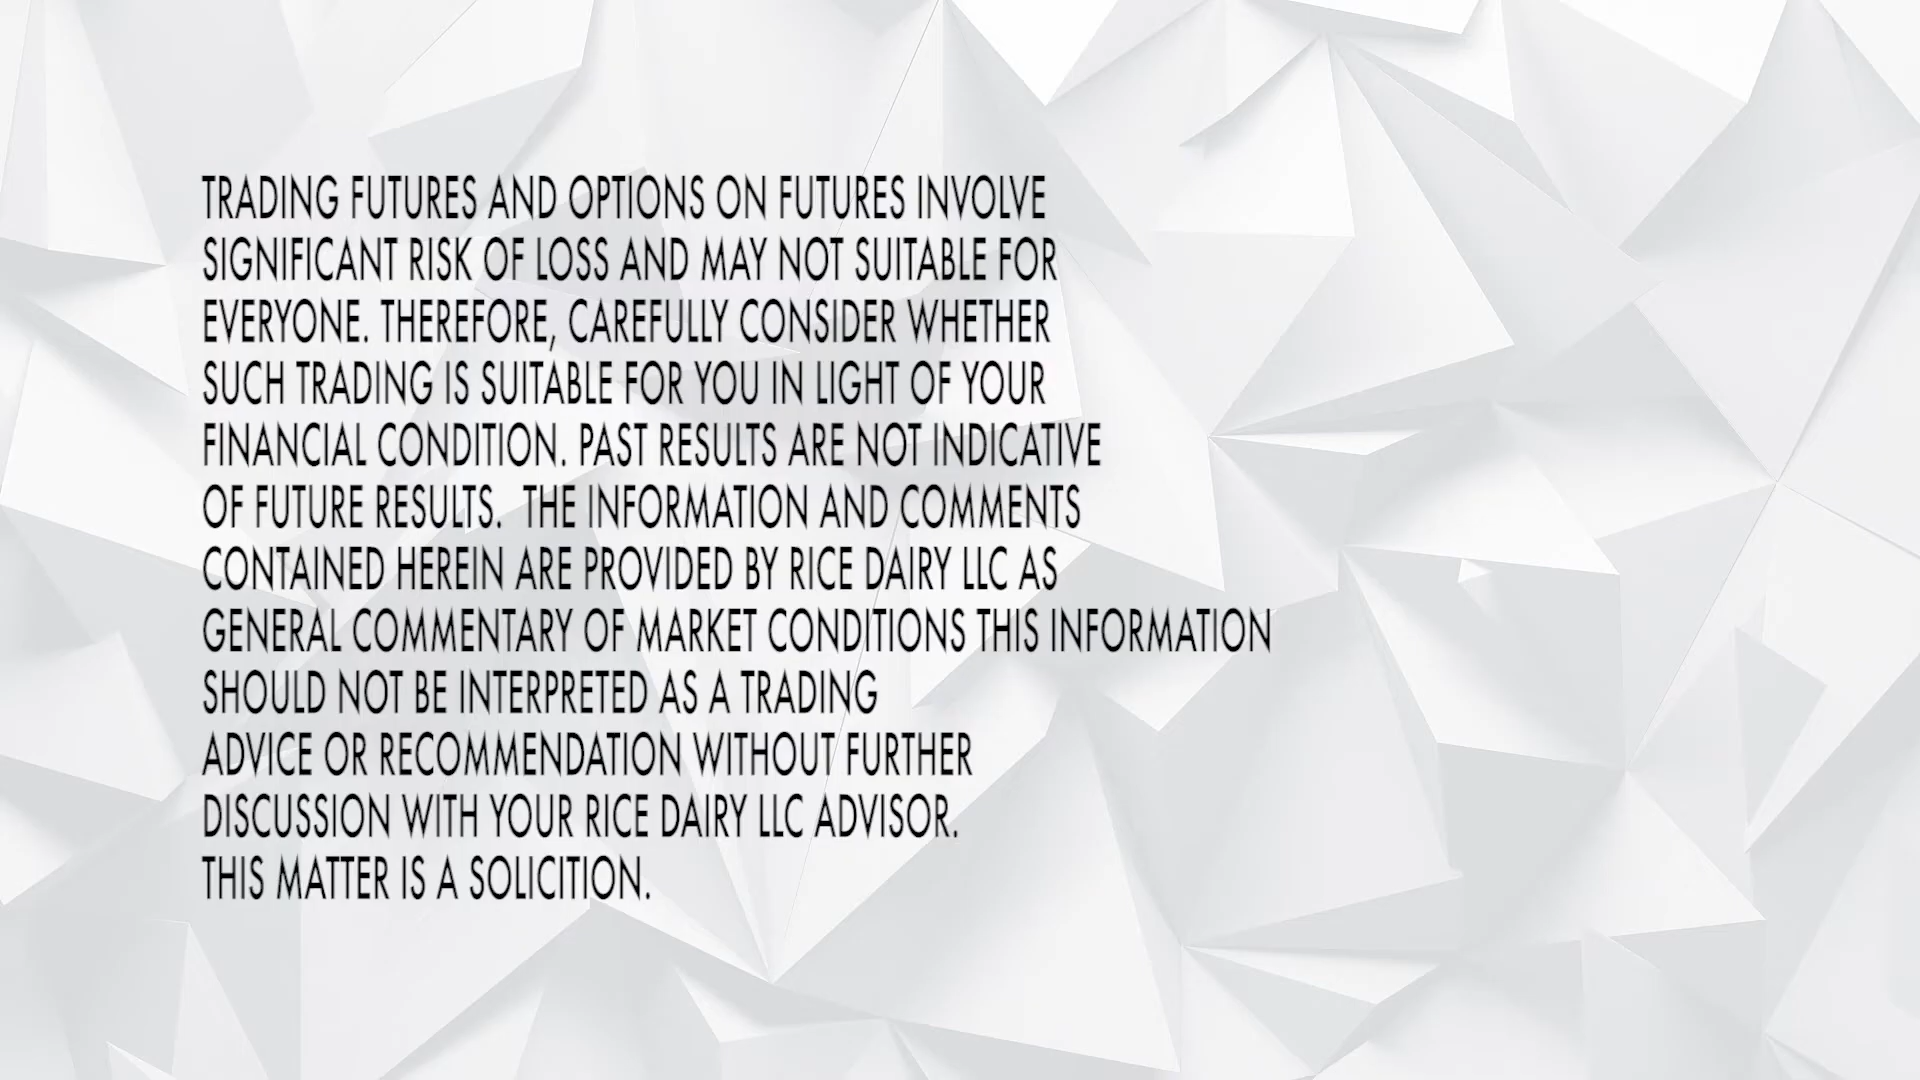 TRADING FUTURES AND OPTIONS ON FUTURES INVOLVE
SIGNIFICANT RISK OF LOSS AND MAY NOT SUITABLE FOR
EVERYONE. THEREFORE, CAREFULLY CONSIDER WHETHER
SUCH TRADING IS SUITABLE FOR YOU IN LIGHT OF YOUR
FINANCIAL CONDITION. PAST RESULTS ARE NOT INDICATIVE
OF FUTURE RESULTS.  THE INFORMATION AND COMMENTS
CONTAINED HEREIN ARE PROVIDED BY RICE DAIRY LLC AS
GENERAL COMMENTARY OF MARKET CONDITIONS THIS INFORMATION
SHOULD NOT BE INTERPRETED AS A TRADING
ADVICE OR RECOMMENDATION WITHOUT FURTHER
DISCUSSION WITH YOUR RICE DAIRY LLC ADVISOR.
THIS MATTER IS A SOLICITION.